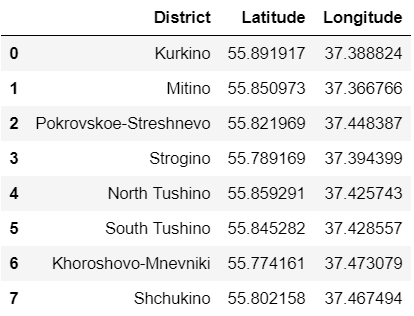 District Latitude Longitude
0 Kurkino 55.891917 37.388824
1 Mitino 55.850973 37.366766
2 Pokrovskoe-Streshnevo 55.821969 37.448387
3 Strogino 55.789169 37.394399
4 North Tushino 55.859291 37.425743
5 South Tushino 55.845282 37.428557
6 Khoroshovo-Mnevniki 55.774161 37.473079
7 Shchukino 55.802158 37.467494